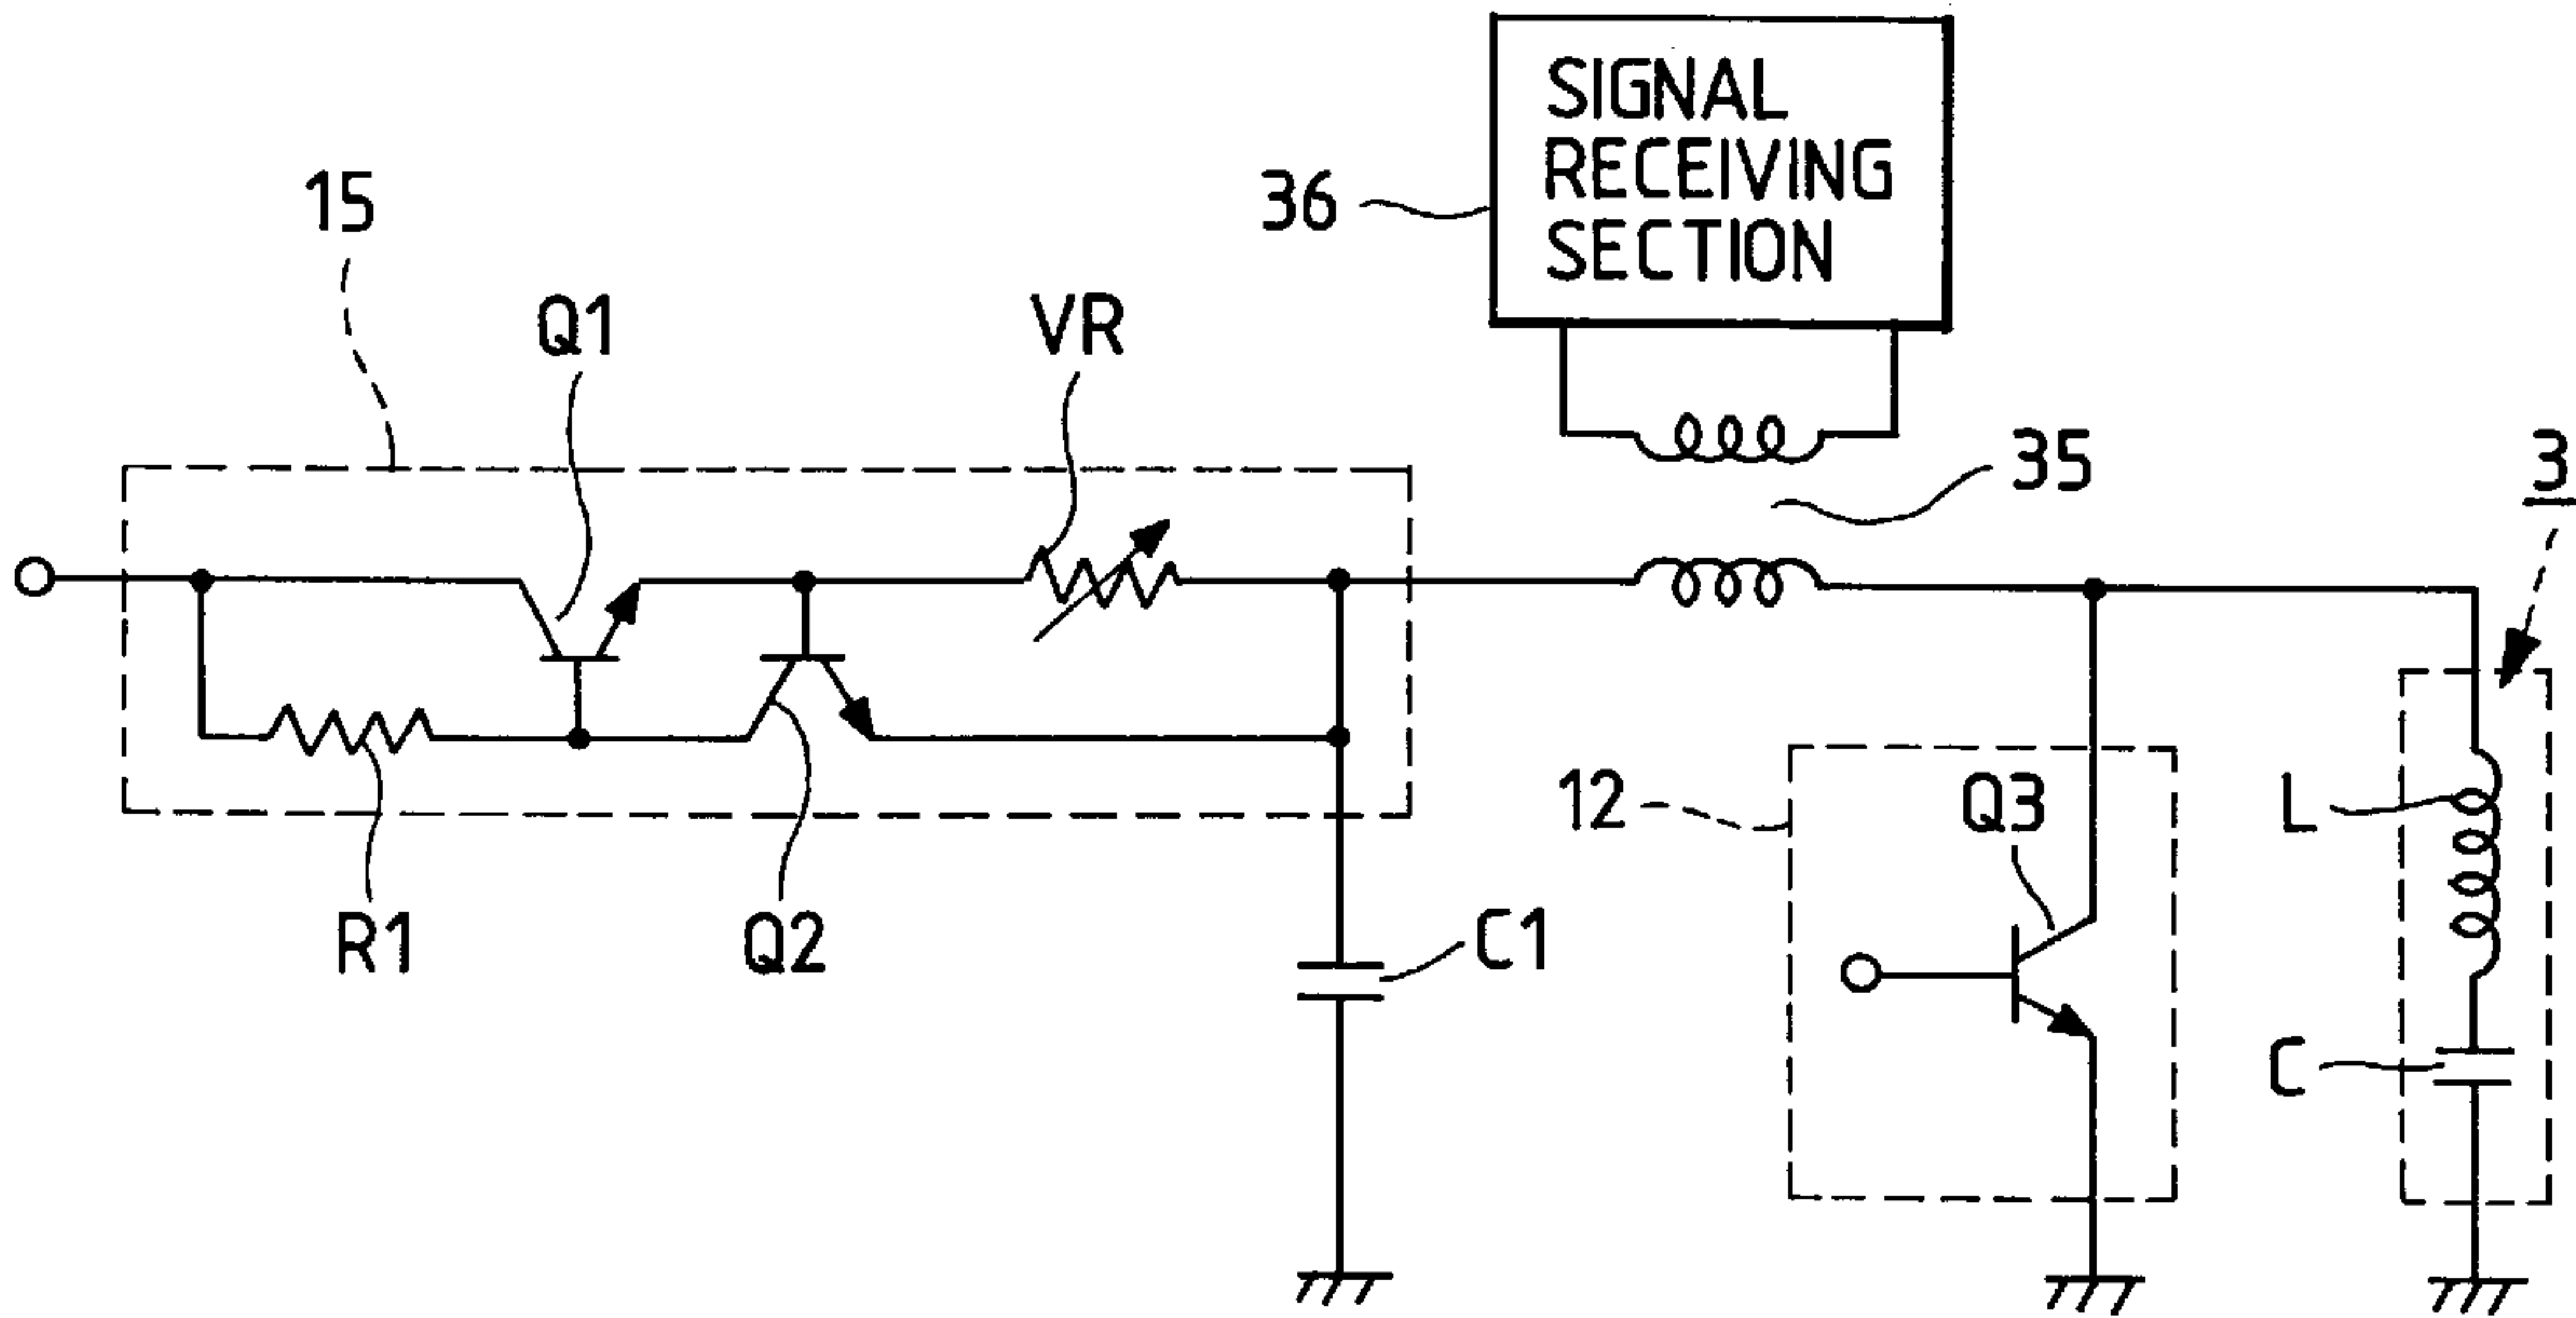 SIGNAL
RECEIVING
SECTION
36
15
Q1
VR
35
3
12
Q3
L
R1
Q2
C1
C